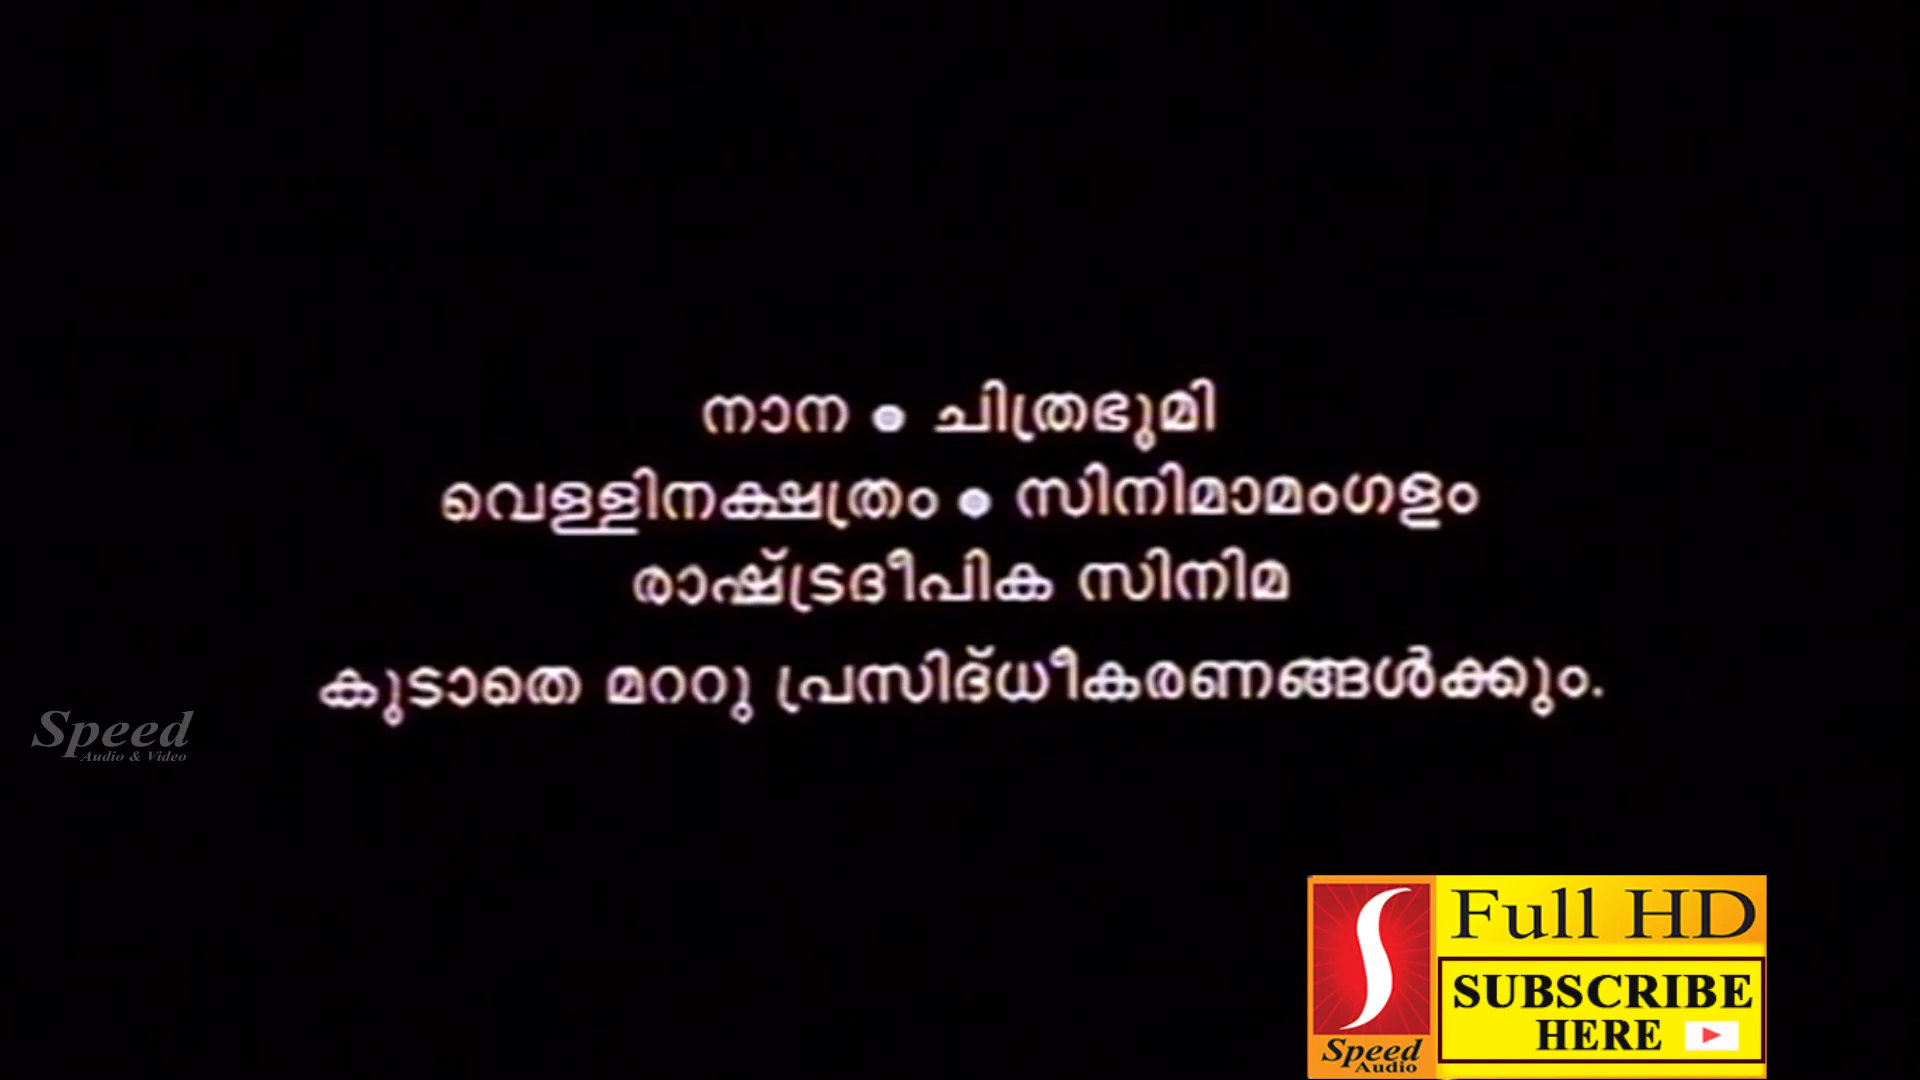 നാന ● ചിത്രഭുമി
വെള്ളിനക്ഷത്രം ● സിനിമാമംഗളം
രാഷ്ട്രദീപിക സിനിമ
കുടാതെ മററു പ്രസിദ്ധീകരണങ്ങൾക്കും.
Speed
Audio & Video
Full HD
SUBSCRIBE
HERE
Speed
Audio